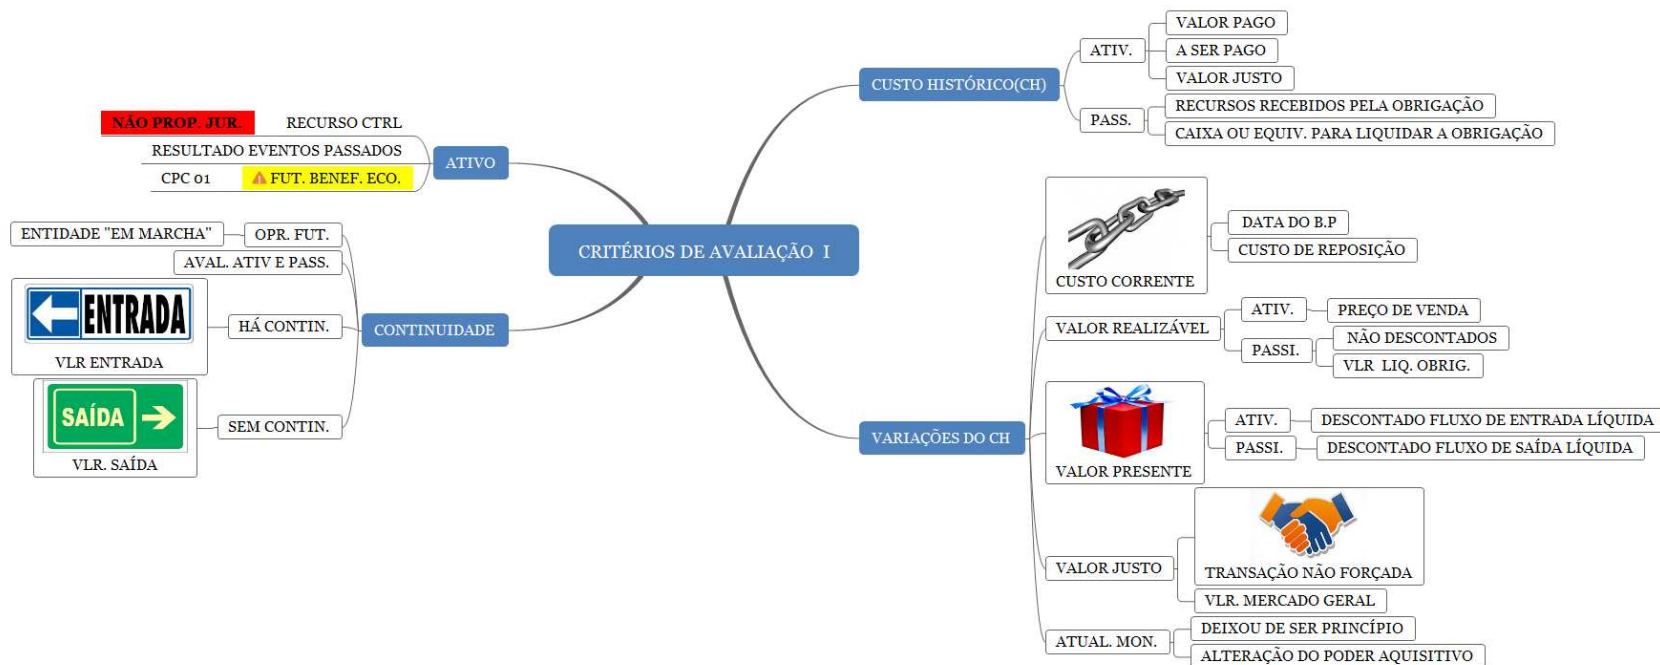 CRITÉRIOS DE AVALIAÇÃO I
CUSTO HISTÓRICO(CH)
ATIV.
VALOR PAGO
A SER PAGO
VALOR JUSTO
PASS.
RECURSOS RECEBIDOS PELA OBRIGAÇÃO
CAIXA OU EQUIV. PARA LIQUIDAR A OBRIGAÇÃO
VARIAÇÕES DO CH
CUSTO CORRENTE
DATA DO B.P
CUSTO DE REPOSIÇÃO
VALOR REALIZÁVEL
ATIV.
PREÇO DE VENDA
PASSI.
NÃO DESCONTADOS
VLR LIQ. OBRIG.
VALOR PRESENTE
ATIV.
DESCONTADO FLUXO DE ENTRADA LÍQUIDA
PASSI.
DESCONTADO FLUXO DE SAÍDA LÍQUIDA
VALOR JUSTO
TRANSAÇÃO NÃO FORÇADA
VLR. MERCADO GERAL
ATUAL. MON.
DEIXOU DE SER PRINCÍPIO
ALTERAÇÃO DO PODER AQUISITIVO
ATIVO
NÃO PROP. JUR. RECURSO CTRL
RESULTADO EVENTOS PASSADOS
CPC 01 FUT. BENEF. ECO.
CONTINUIDADE
ENTIDADE "EM MARCHA" OPR. FUT.
AVAL. ATIV E PASS.
HÁ CONTIN.
ENTRADA
VLR ENTRADA
SEM CONTIN.
SAÍDA
VLR. SAÍDA